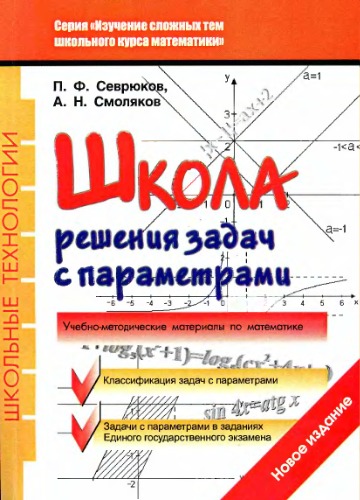 Серия «Изучение сложных тем
школьного курса математики»
П. Ф. Севрюков,
А. Н. Смоляков
ШКОЛЬНЫЕ ТЕХНОЛОГИИ
a=1
-1<a<
a=-1
Школа
решения задач
с параметрами
Учебно-методические материалы по математике
Классификация задач с параметрами
sin 4x=atg x
Задачи с параметрами в заданиях
Единого государственного экзамена
Новое издание